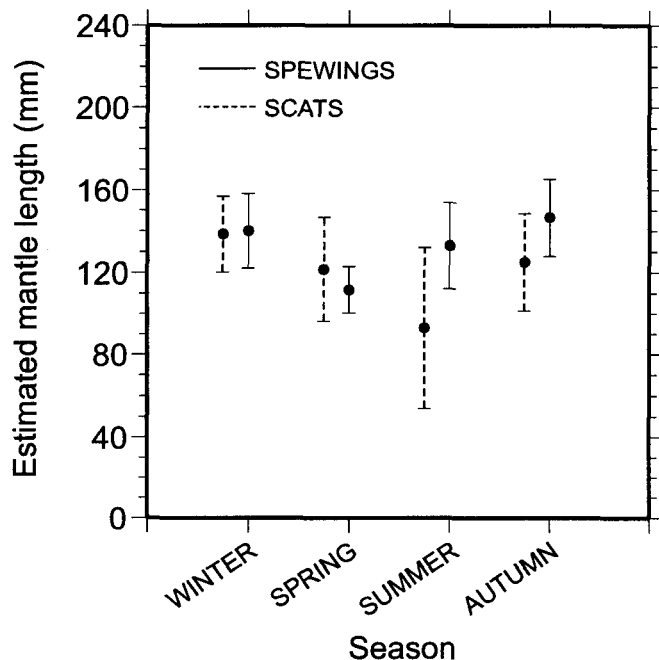 Estimated mantle length (mm)
240
200
160
120
80
40
0
SPEWINGS
SCATS
WINTER
SPRING
SUMMER
AUTUMN
Season